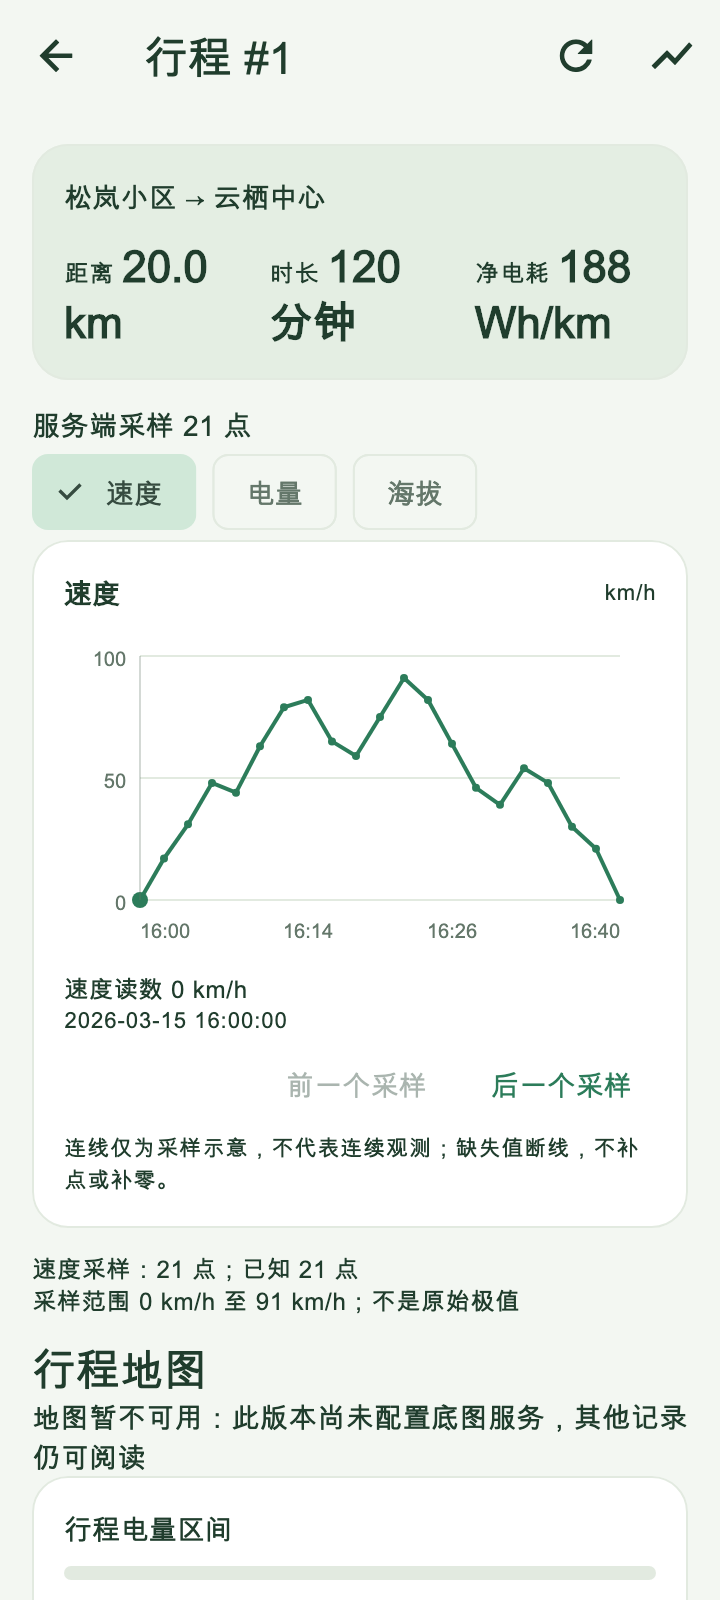 行程 #1
松岚小区 → 云栖中心
距离 20.0 km
时长 120 分钟
净电耗 188 Wh/km
服务端采样 21 点
速度
电量
海拔
速度
km/h
100
50
0
16:00
16:14
16:26
16:40
速度读数 0 km/h
2026-03-15 16:00:00
前一个采样
后一个采样
连线仅为采样示意，不代表连续观测；缺失值断线，不补
点或补零。
速度采样：21 点；已知 21 点
采样范围 0 km/h 至 91 km/h；不是原始极值
行程地图
地图暂不可用：此版本尚未配置底图服务，其他记录
仍可阅读
行程电量区间